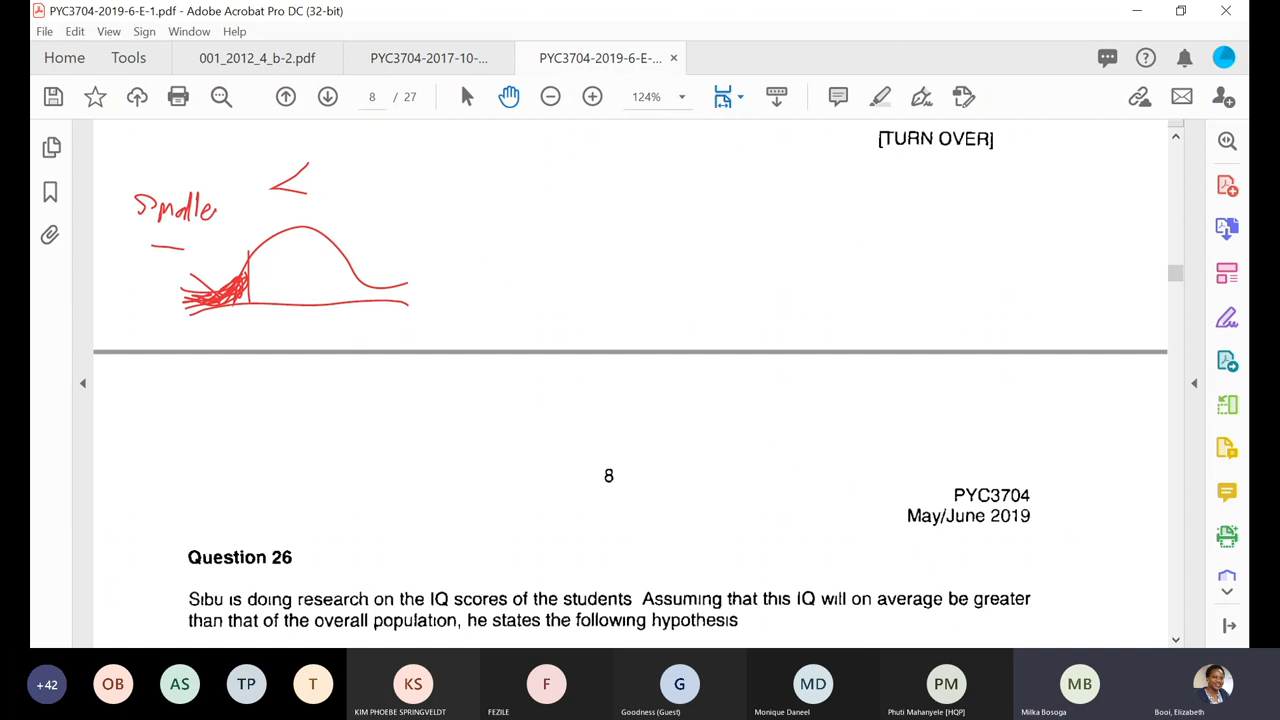 PYC3704-2019-6-E-1.pdf - Adobe Acrobat Pro DC (32-bit)
File Edit View Sign Window Help
Home Tools 001_2012_4_b-2.pdf PYC3704-2017-10-... PYC3704-2019-6-E-... ×
8 / 27 124%
[TURN OVER]
<
Smaller
8
PYC3704
May/June 2019
Question 26
Sibu is doing research on the IQ scores of the students Assuming that this IQ will on average be greater
than that of the overall population, he states the following hypothesis
+42 OB AS TP T KS F G MD PM MB
KIM PHOEBE SPRINGVELDT FEZILE Goodness (Guest) Monique Daneel Phuti Mahanyele [HQP] Milka Bosoga Booi, Elizabeth